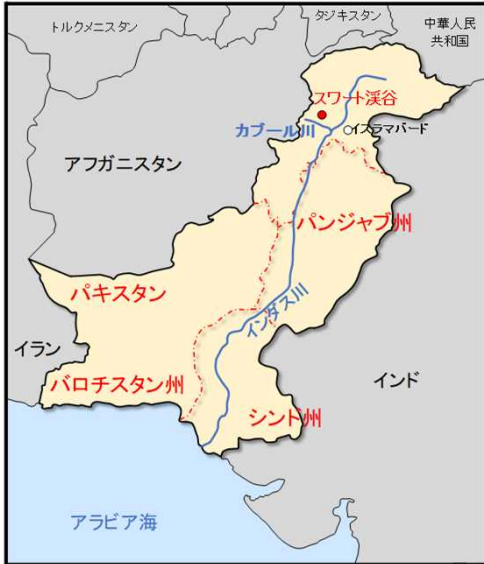 トルクメニスタン
タジキスタン
中華人民
共和国
スワート渓谷
カブール川
イスラマバード
アフガニスタン
パンジャブ州
パキスタン
インダス川
イラン
バロチスタン州
インド
シンド州
アラビア海